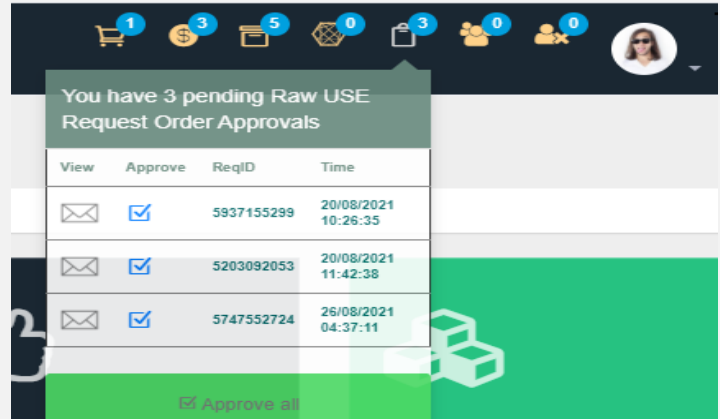 1 3 5 0 3 0 0
You have 3 pending Raw USE
Request Order Approvals
View Approve ReqID Time
5937155299 20/08/2021
10:26:35
5203092053 20/08/2021
11:42:38
5747552724 26/08/2021
04:37:11
Approve all